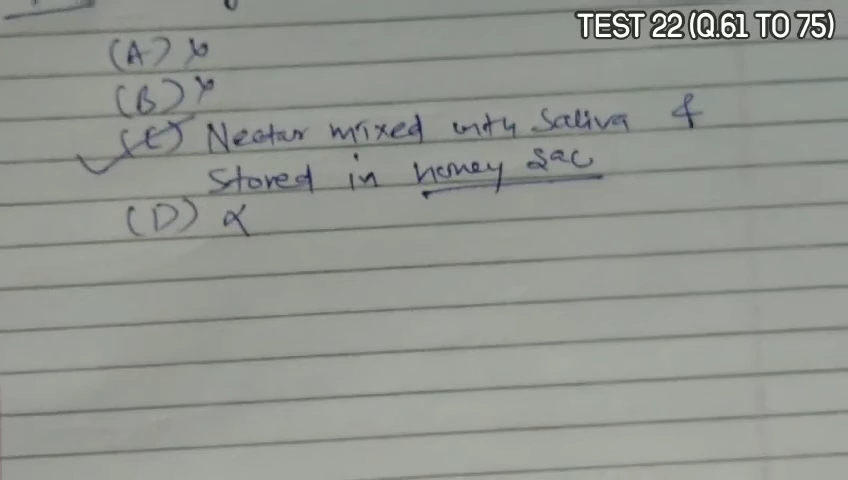 TEST 22 (Q.61 TO 75)
(A) x
(B) x
(C) Nectar mixed with saliva &
stored in honey sac
(D) x